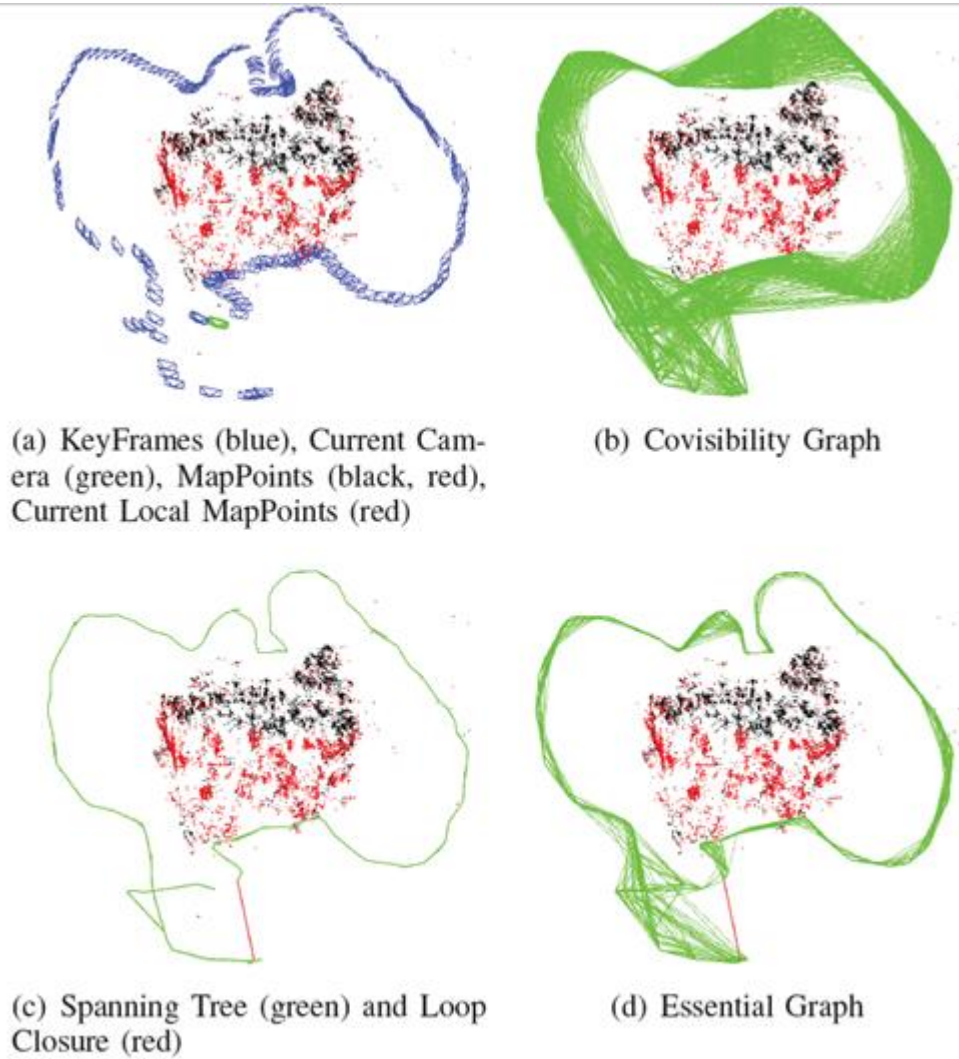 (a) KeyFrames (blue), Current Cam-
era (green), MapPoints (black, red),
Current Local MapPoints (red)
(b) Covisibility Graph
(c) Spanning Tree (green) and Loop
Closure (red)
(d) Essential Graph